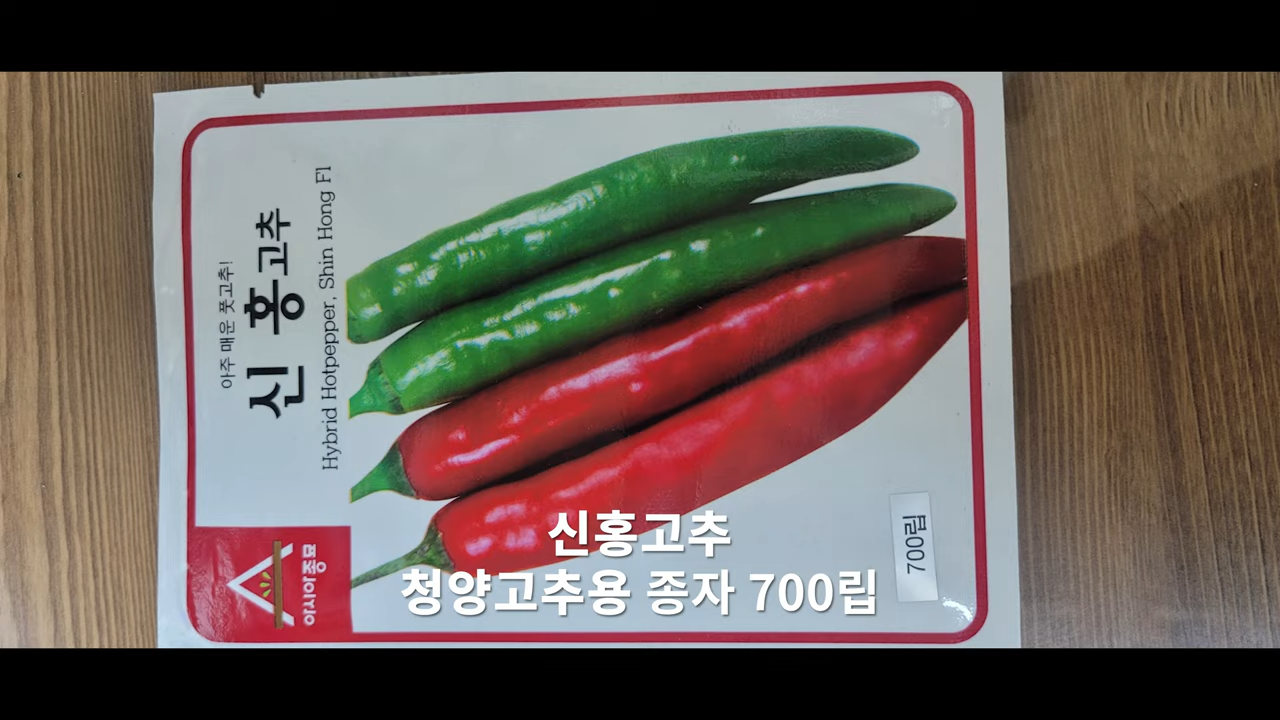 아주 매운 풋고추!
신홍고추
Hybrid Hotpepper, Shin Hong F1
아시아종묘
700립
신홍고추
청양고추용 종자 700립